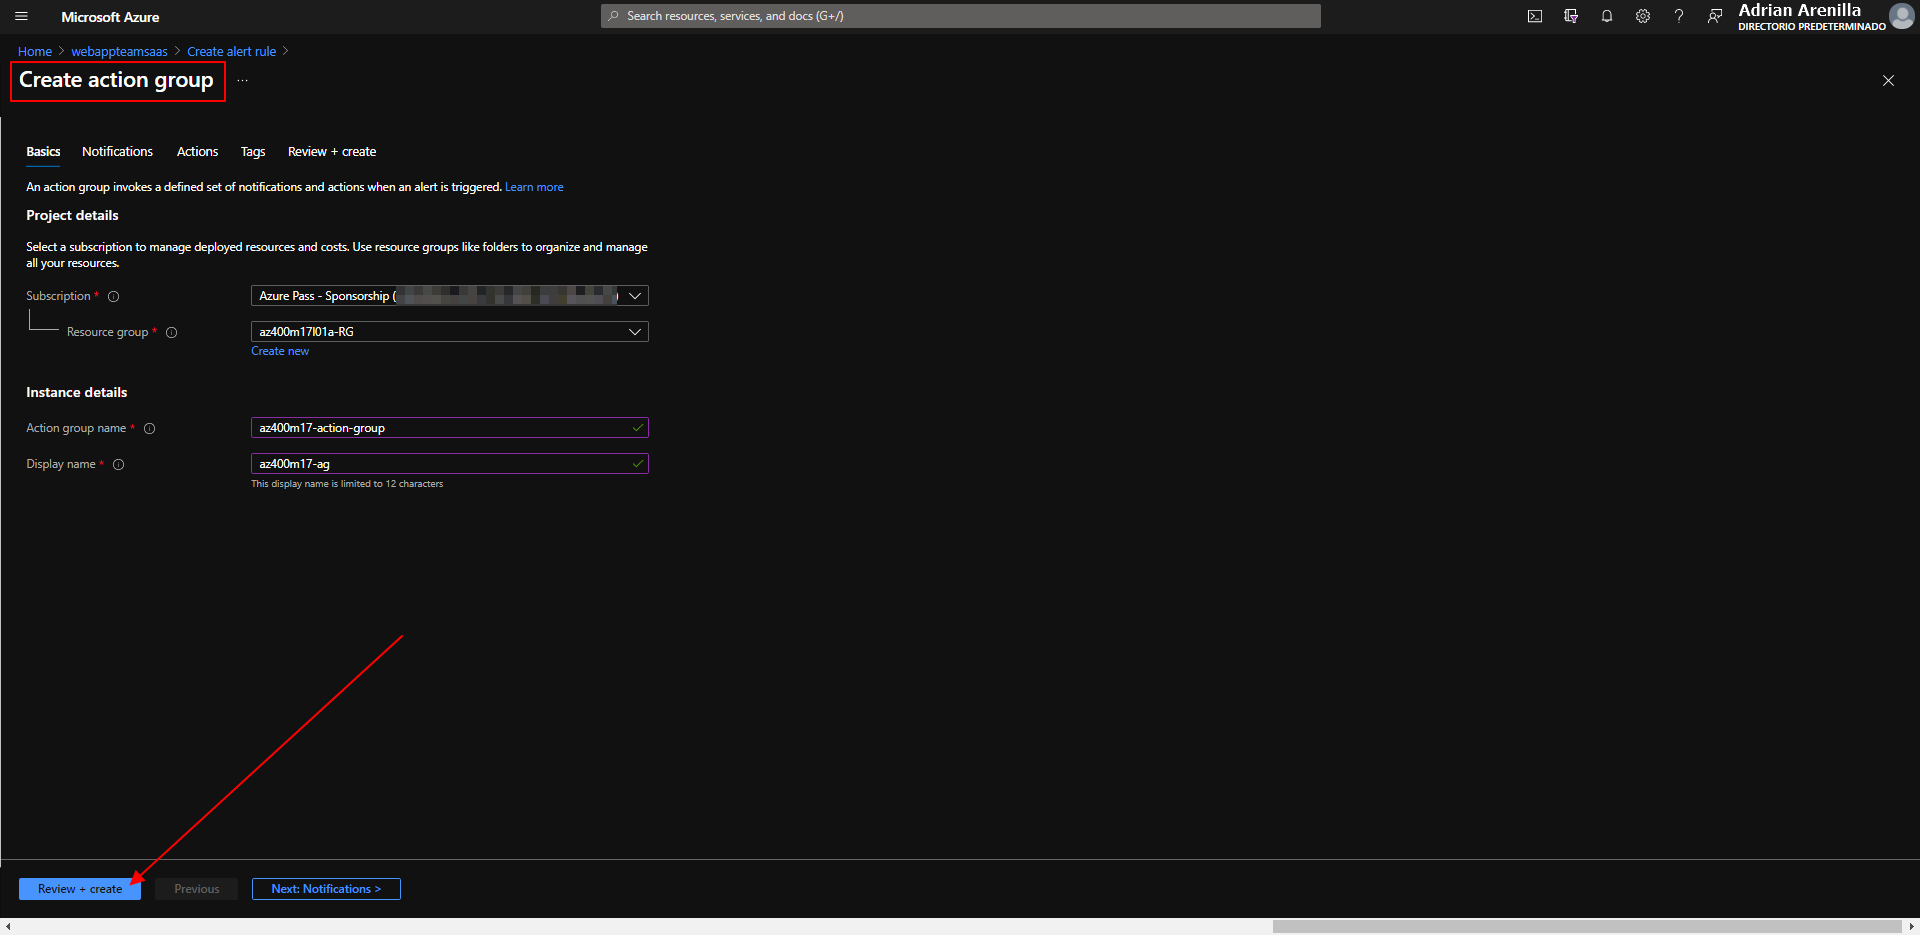 Microsoft Azure
Search resources, services, and docs (G+/)
Adrian Arenilla
DIRECTORIO PREDETERMINADO
Home > webappteamsaas > Create alert rule >
Create action group ...
Basics Notifications Actions Tags Review + create
An action group invokes a defined set of notifications and actions when an alert is triggered. Learn more
Project details
Select a subscription to manage deployed resources and costs. Use resource groups like folders to organize and manage
all your resources.
Subscription * Azure Pass - Sponsorship ( )
Resource group * az400m17l01a-RG
Create new
Instance details
Action group name * az400m17-action-group
Display name * az400m17-ag
This display name is limited to 12 characters
Review + create Previous Next: Notifications >